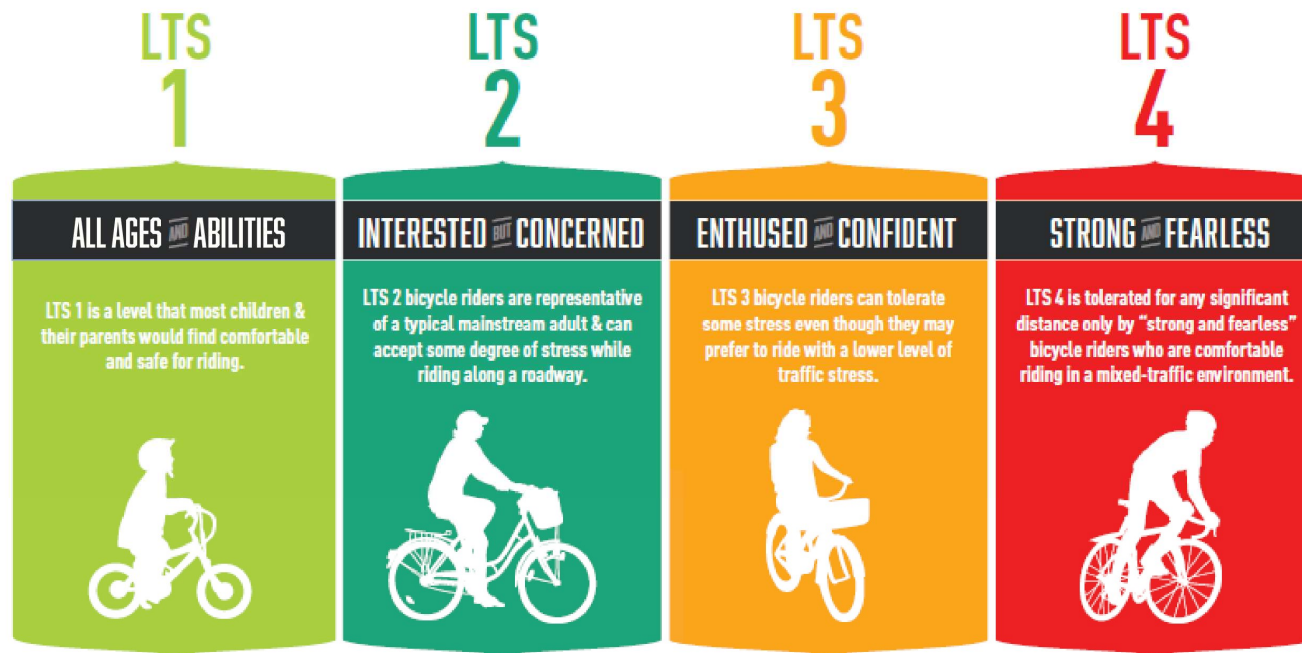 LTS
1
ALL AGES AND ABILITIES
LTS 1 is a level that most children &
their parents would find comfortable
and safe for riding.
LTS
2
INTERESTED BUT CONCERNED
LTS 2 bicycle riders are representative
of a typical mainstream adult & can
accept some degree of stress while
riding along a roadway.
LTS
3
ENTHUSED AND CONFIDENT
LTS 3 bicycle riders can tolerate
some stress even though they may
prefer to ride with a lower level of
traffic stress.
LTS
4
STRONG AND FEARLESS
LTS 4 is tolerated for any significant
distance only by “strong and fearless”
bicycle riders who are comfortable
riding in a mixed-traffic environment.